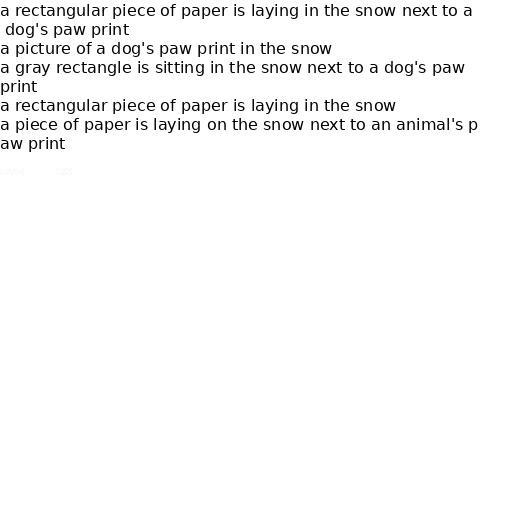 a rectangular piece of paper is laying in the snow next to a
dog's paw print
a picture of a dog's paw print in the snow
a gray rectangle is sitting in the snow next to a dog's paw
print
a rectangular piece of paper is laying in the snow
a piece of paper is laying on the snow next to an animal's p
aw print